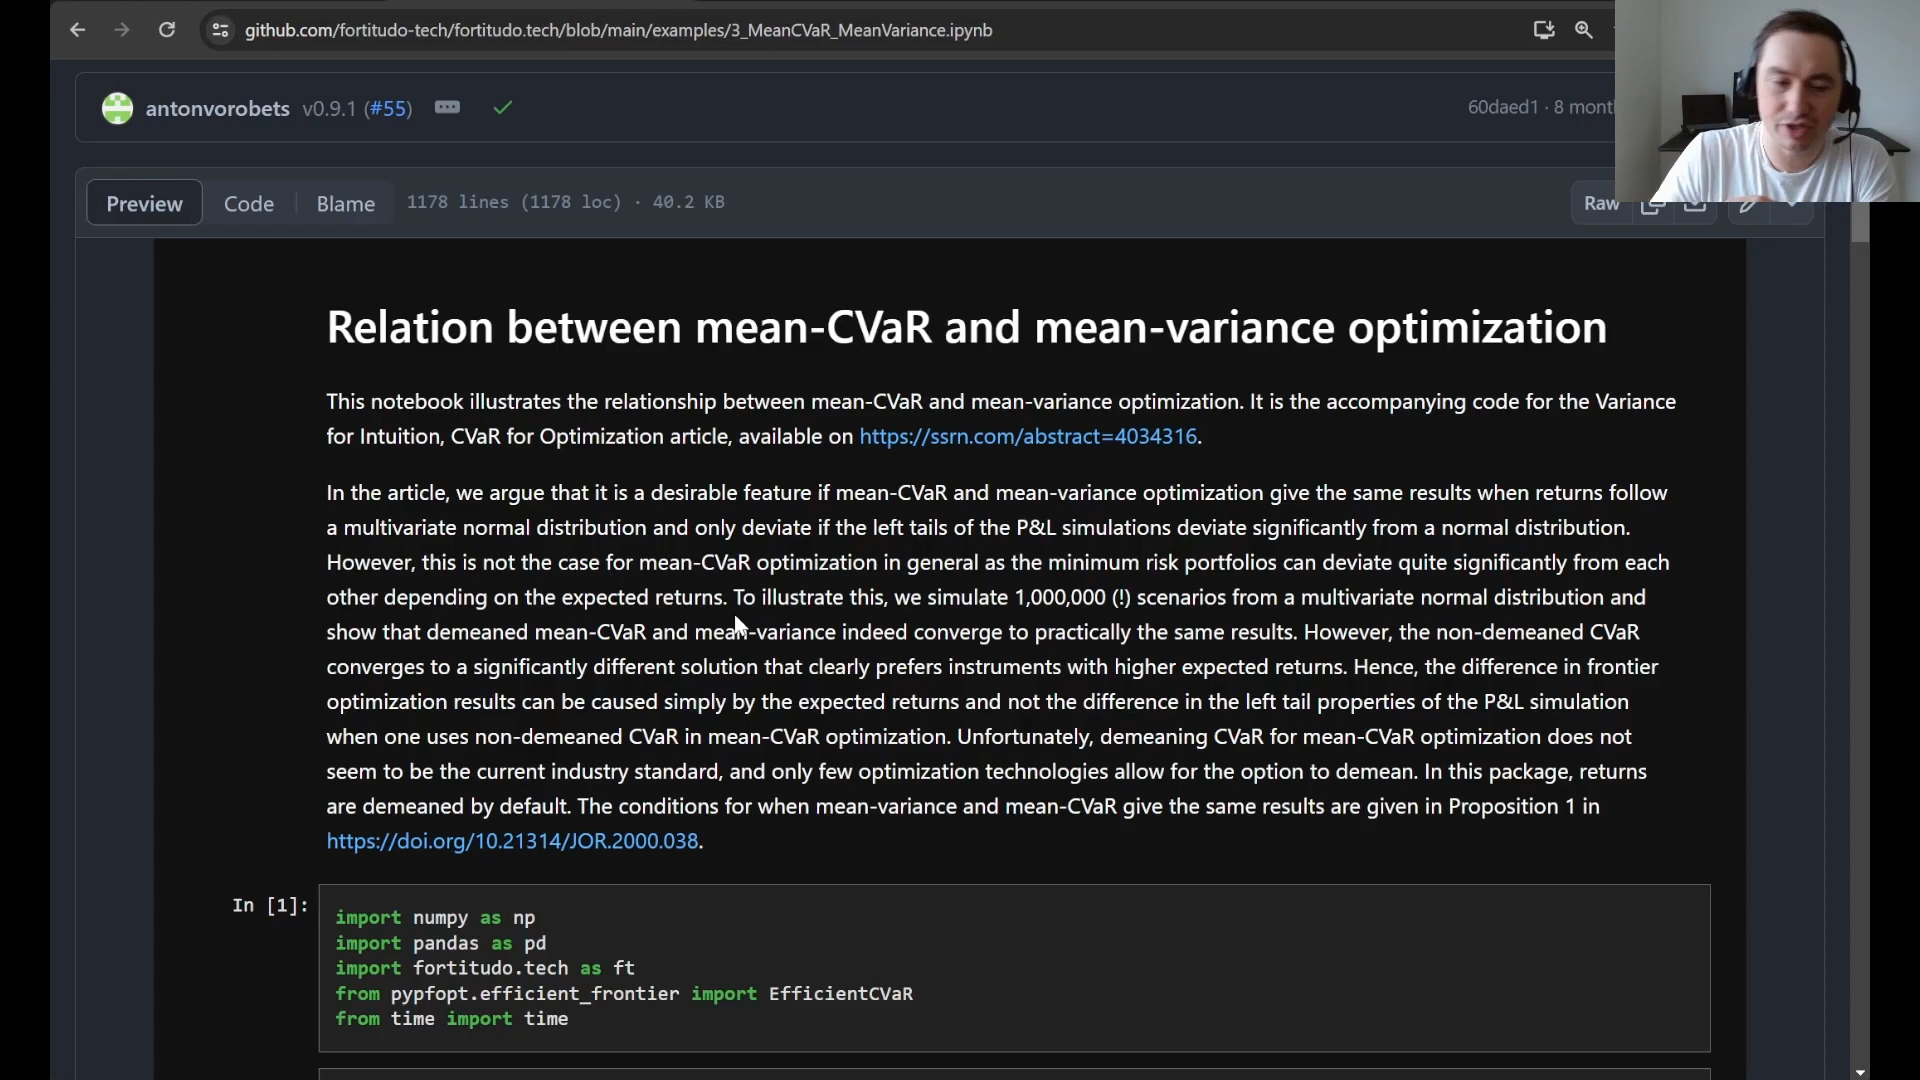 github.com/fortitudo-tech/fortitudo.tech/blob/main/examples/3_MeanCVaR_MeanVariance.ipynb
antonvorobets v0.9.1 (#55)
60daed1 · 8 mont
Preview Code Blame 1178 lines (1178 loc) · 40.2 KB
Raw
Relation between mean-CVaR and mean-variance optimization
This notebook illustrates the relationship between mean-CVaR and mean-variance optimization. It is the accompanying code for the Variance
for Intuition, CVaR for Optimization article, available on https://ssrn.com/abstract=4034316.
In the article, we argue that it is a desirable feature if mean-CVaR and mean-variance optimization give the same results when returns follow
a multivariate normal distribution and only deviate if the left tails of the P&L simulations deviate significantly from a normal distribution.
However, this is not the case for mean-CVaR optimization in general as the minimum risk portfolios can deviate quite significantly from each
other depending on the expected returns. To illustrate this, we simulate 1,000,000 (!) scenarios from a multivariate normal distribution and
show that demeaned mean-CVaR and mean-variance indeed converge to practically the same results. However, the non-demeaned CVaR
converges to a significantly different solution that clearly prefers instruments with higher expected returns. Hence, the difference in frontier
optimization results can be caused simply by the expected returns and not the difference in the left tail properties of the P&L simulation
when one uses non-demeaned CVaR in mean-CVaR optimization. Unfortunately, demeaning CVaR for mean-CVaR optimization does not
seem to be the current industry standard, and only few optimization technologies allow for the option to demean. In this package, returns
are demeaned by default. The conditions for when mean-variance and mean-CVaR give the same results are given in Proposition 1 in
https://doi.org/10.21314/JOR.2000.038.
In [1]:
import numpy as np
import pandas as pd
import fortitudo.tech as ft
from pypfopt.efficient_frontier import EfficientCVaR
from time import time